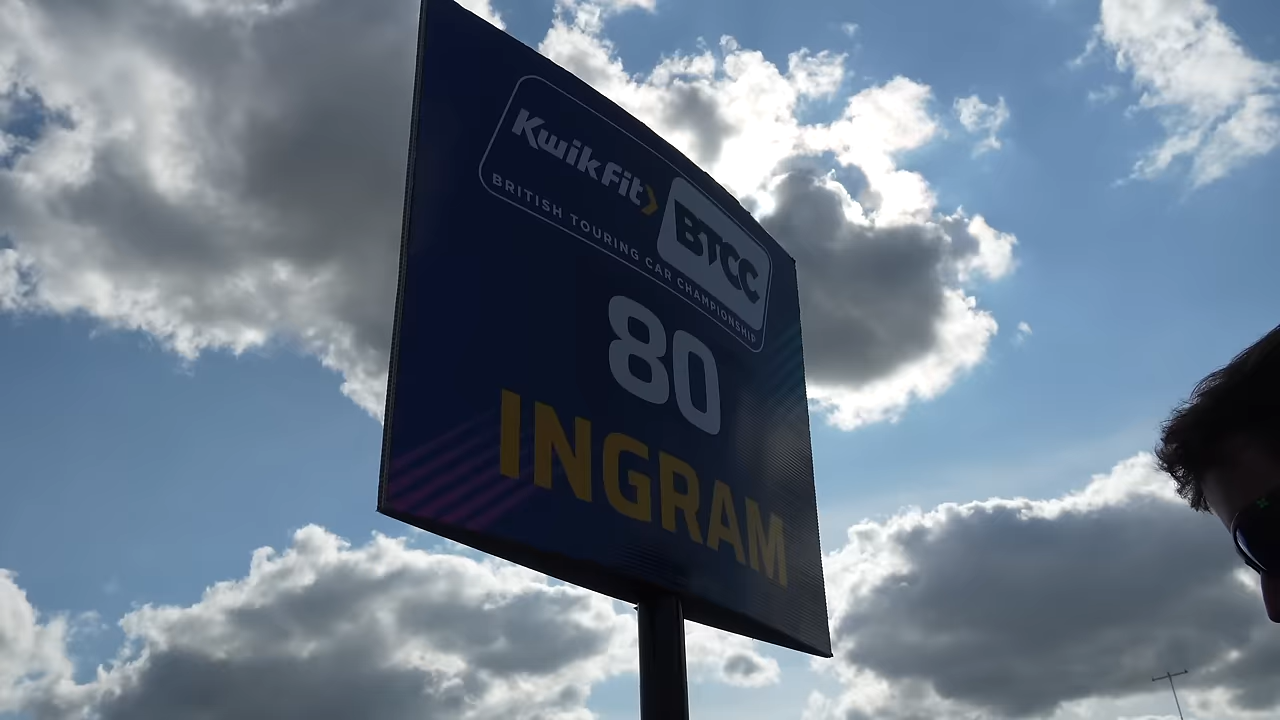 KwikFit
BTCC
BRITISH TOURING CAR CHAMPIONSHIP
80
INGRAM